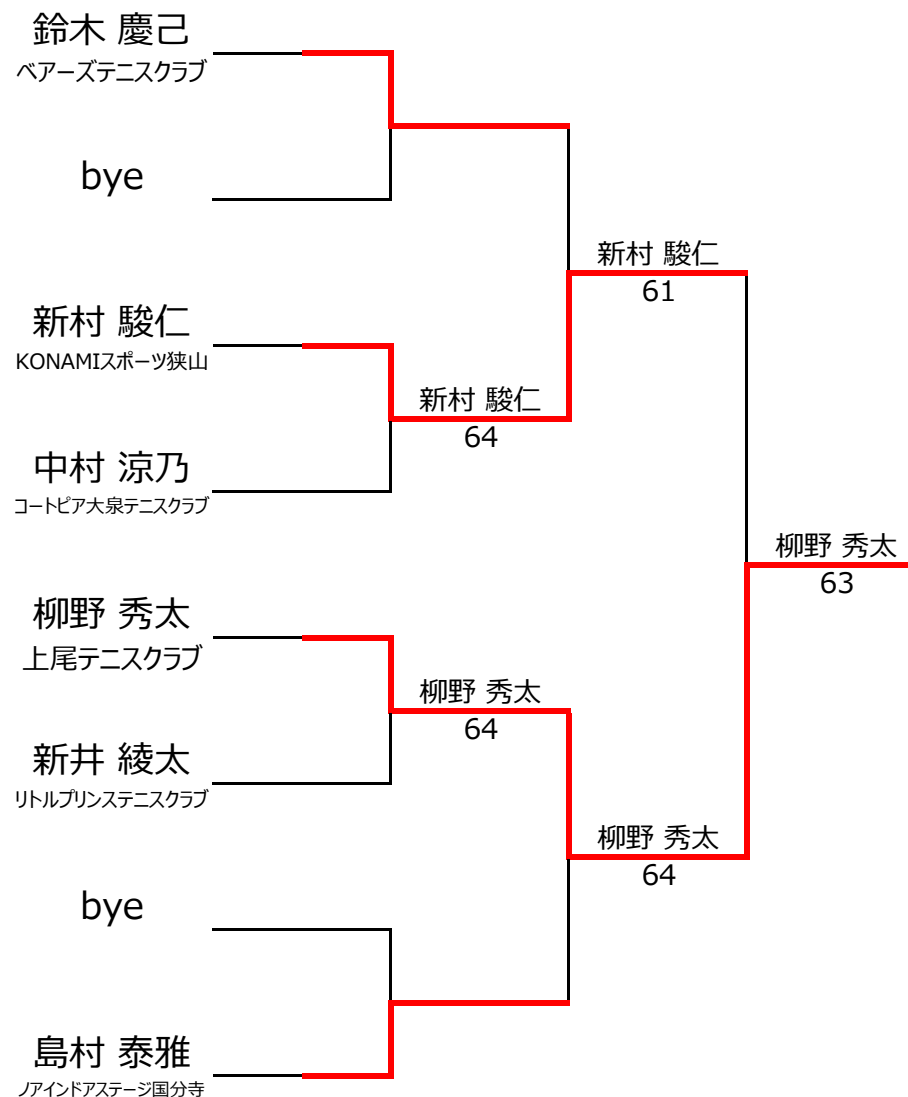 鈴木 慶己
ベアーズテニスクラブ
bye
新村 駿仁
61
新村 駿仁
KONAMIスポーツ狭山
新村 駿仁
64
中村 涼乃
コートピア大泉テニスクラブ
柳野 秀太
63
柳野 秀太
上尾テニスクラブ
柳野 秀太
64
新井 綾太
リトルプリンステニスクラブ
柳野 秀太
64
bye
島村 泰雅
ノアインドアステージ国分寺